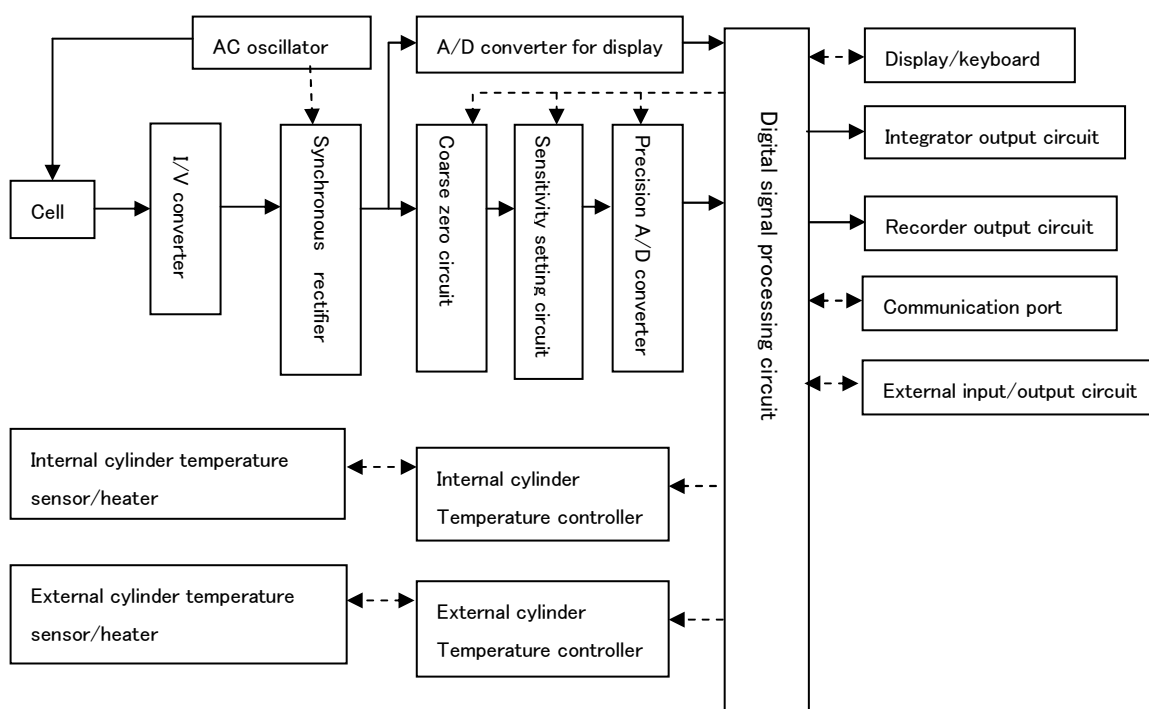 AC oscillator
A/D converter for display
Display/keyboard
Integrator output circuit
Cell
I/V converter
Synchronous rectifier
Coarse zero circuit
Sensitivity setting circuit
Precision A/D converter
Digital signal processing circuit
Recorder output circuit
Communication port
External input/output circuit
Internal cylinder temperature
sensor/heater
Internal cylinder
Temperature controller
External cylinder temperature
sensor/heater
External cylinder
Temperature controller